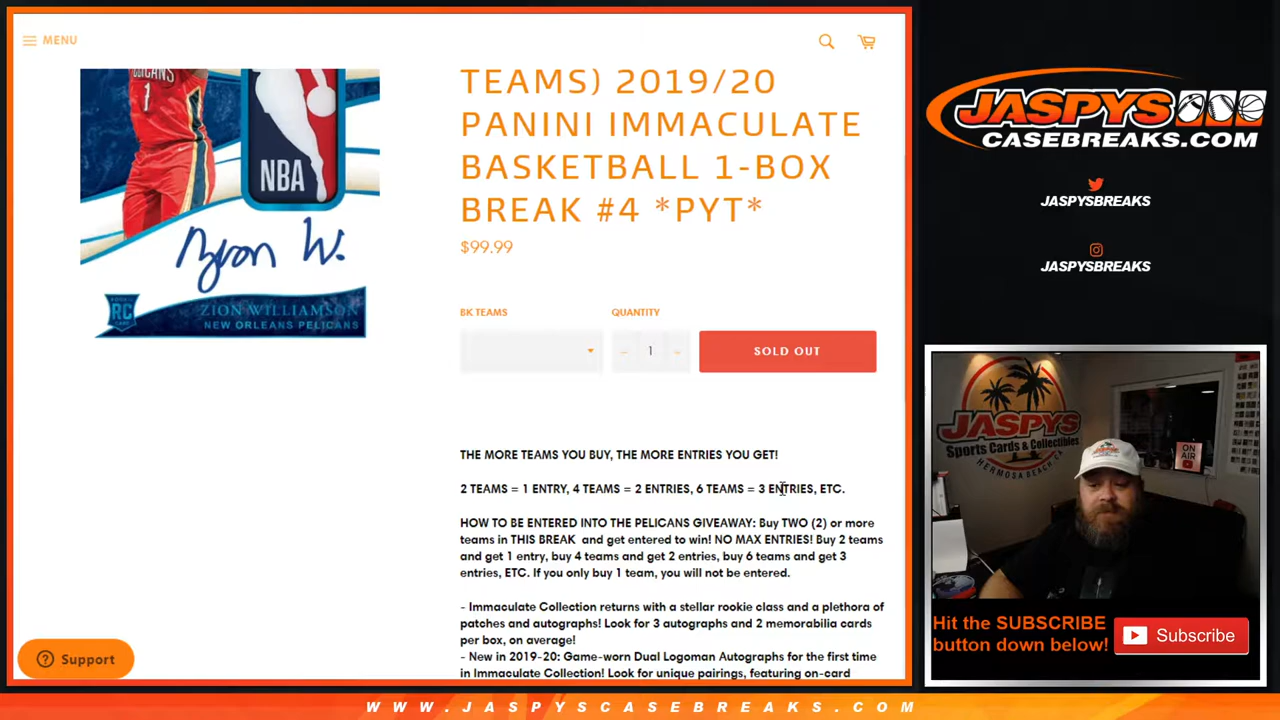 MENU
TEAMS) 2019/20
PANINI IMMACULATE
BASKETBALL 1-BOX
BREAK #4 *PYT*
$99.99
BK TEAMS
QUANTITY
1
SOLD OUT
PELICANS
1
NBA
Zion W.
RC
ZION WILLIAMSON
NEW ORLEANS PELICANS
THE MORE TEAMS YOU BUY, THE MORE ENTRIES YOU GET!
2 TEAMS = 1 ENTRY, 4 TEAMS = 2 ENTRIES, 6 TEAMS = 3 ENTRIES, ETC.
HOW TO BE ENTERED INTO THE PELICANS GIVEAWAY: Buy TWO (2) or more
teams in THIS BREAK and get entered to win! NO MAX ENTRIES! Buy 2 teams
and get 1 entry, buy 4 teams and get 2 entries, buy 6 teams and get 3
entries, ETC. If you only buy 1 team, you will not be entered.
- Immaculate Collection returns with a stellar rookie class and a plethora of
patches and autographs! Look for 3 autographs and 2 memorabilia cards
per box, on average!
- New in 2019-20: Game-worn Dual Logoman Autographs for the first time
in Immaculate Collection! Look for unique pairings, featuring on-card
Support
JASPYS
CASEBREAKS.COM
JASPYSBREAKS
JASPYSBREAKS
JASPYS
Sports Cards & Collectibles
HERMOSA BEACH
ON
AIR
Hit the SUBSCRIBE
button down below!
Subscribe
WWW.JASPYSCASEBREAKS.COM